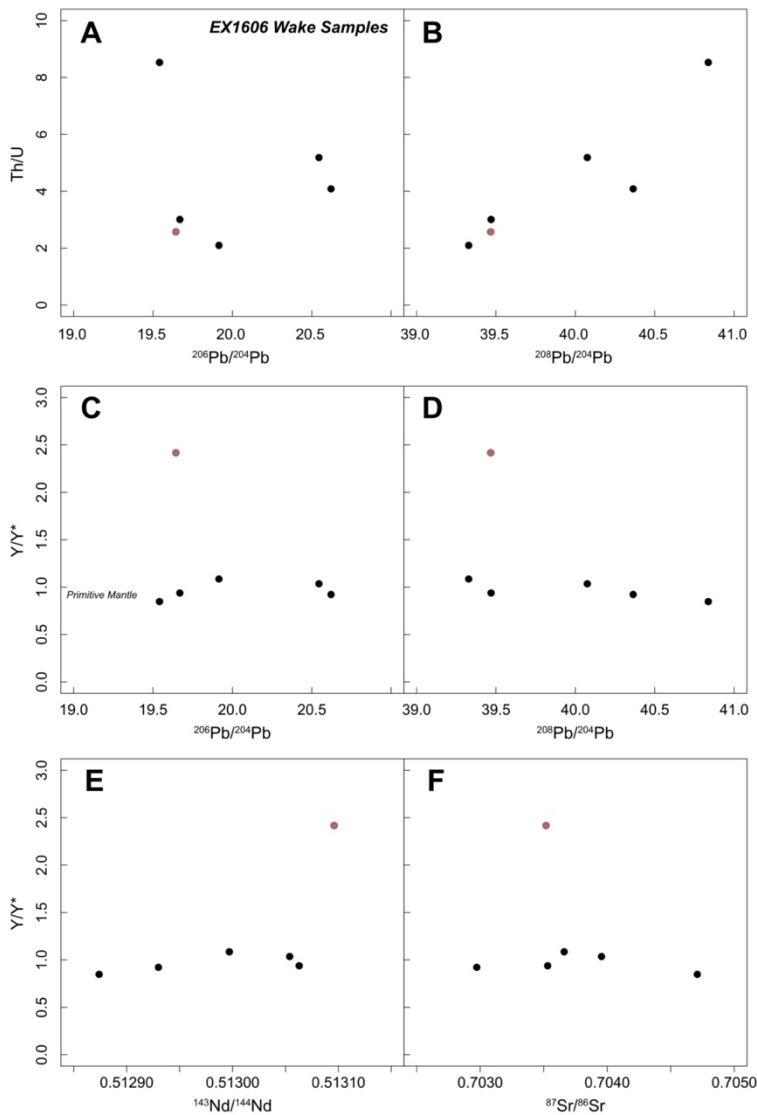 A
EX1606 Wake Samples
B
Th/U
0
2
4
6
8
10
19.0 19.5 20.0 20.5
39.0 39.5 40.0 40.5 41.0
²⁰⁶Pb/²⁰⁴Pb
²⁰⁸Pb/²⁰⁴Pb
C
D
Y/Y*
0.0
0.5
1.0
1.5
2.0
2.5
3.0
Primitive Mantle
19.0 19.5 20.0 20.5
39.0 39.5 40.0 40.5 41.0
²⁰⁶Pb/²⁰⁴Pb
²⁰⁸Pb/²⁰⁴Pb
E
F
Y/Y*
0.0
0.5
1.0
1.5
2.0
2.5
3.0
0.51290 0.51300 0.51310
0.7030 0.7040 0.7050
¹⁴³Nd/¹⁴⁴Nd
⁸⁷Sr/⁸⁶Sr